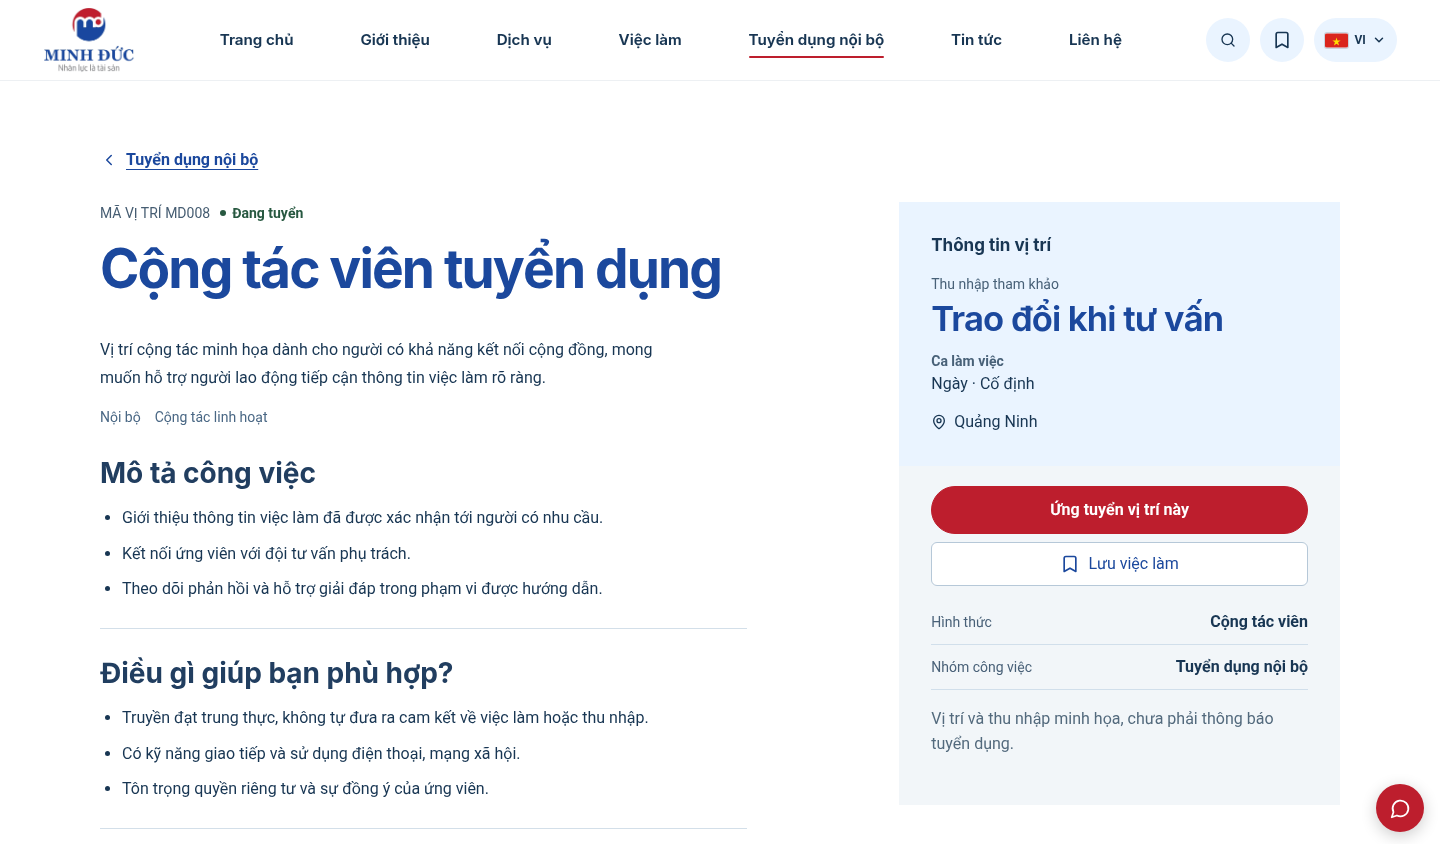 MINH ĐỨC
Nhân lực là tài sản
Trang chủ
Giới thiệu
Dịch vụ
Việc làm
Tuyển dụng nội bộ
Tin tức
Liên hệ
VI
Tuyển dụng nội bộ
MÃ VỊ TRÍ MD008
Đang tuyển
Cộng tác viên tuyển dụng
Vị trí cộng tác minh họa dành cho người có khả năng kết nối cộng đồng, mong
muốn hỗ trợ người lao động tiếp cận thông tin việc làm rõ ràng.
Nội bộ
Cộng tác linh hoạt
Mô tả công việc
Giới thiệu thông tin việc làm đã được xác nhận tới người có nhu cầu.
Kết nối ứng viên với đội tư vấn phụ trách.
Theo dõi phản hồi và hỗ trợ giải đáp trong phạm vi được hướng dẫn.
Điều gì giúp bạn phù hợp?
Truyền đạt trung thực, không tự đưa ra cam kết về việc làm hoặc thu nhập.
Có kỹ năng giao tiếp và sử dụng điện thoại, mạng xã hội.
Tôn trọng quyền riêng tư và sự đồng ý của ứng viên.
Thông tin vị trí
Thu nhập tham khảo
Trao đổi khi tư vấn
Ca làm việc
Ngày · Cố định
Quảng Ninh
Ứng tuyển vị trí này
Lưu việc làm
Hình thức
Cộng tác viên
Nhóm công việc
Tuyển dụng nội bộ
Vị trí và thu nhập minh họa, chưa phải thông báo
tuyển dụng.